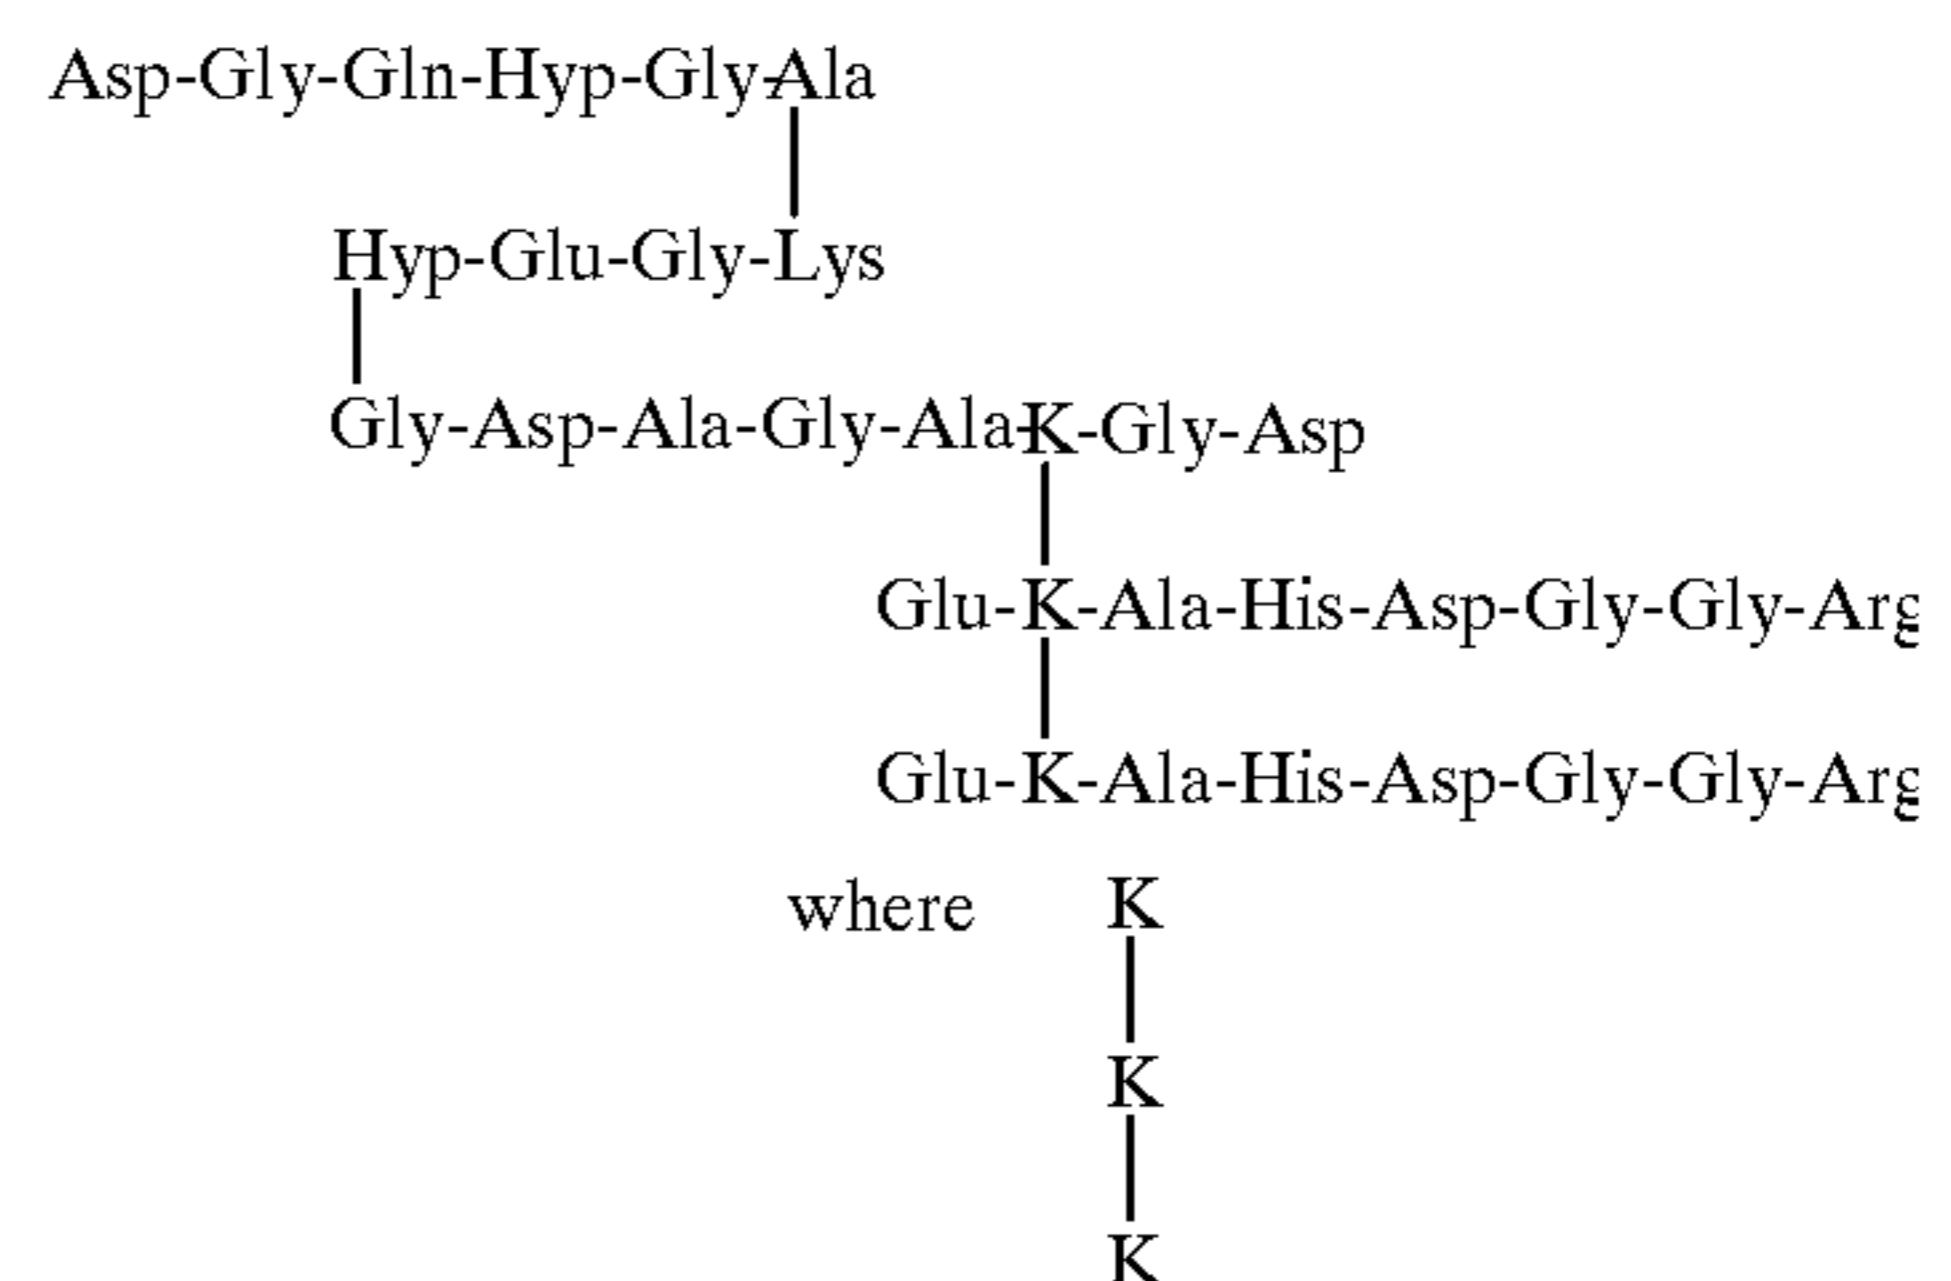 Asp-Gly-Gln-Hyp-Gly-Ala
Hyp-Glu-Gly-Lys
Gly-Asp-Ala-Gly-Ala-K-Gly-Asp
Glu-K-Ala-His-Asp-Gly-Gly-Arg
Glu-K-Ala-His-Asp-Gly-Gly-Arg
where K
K
K